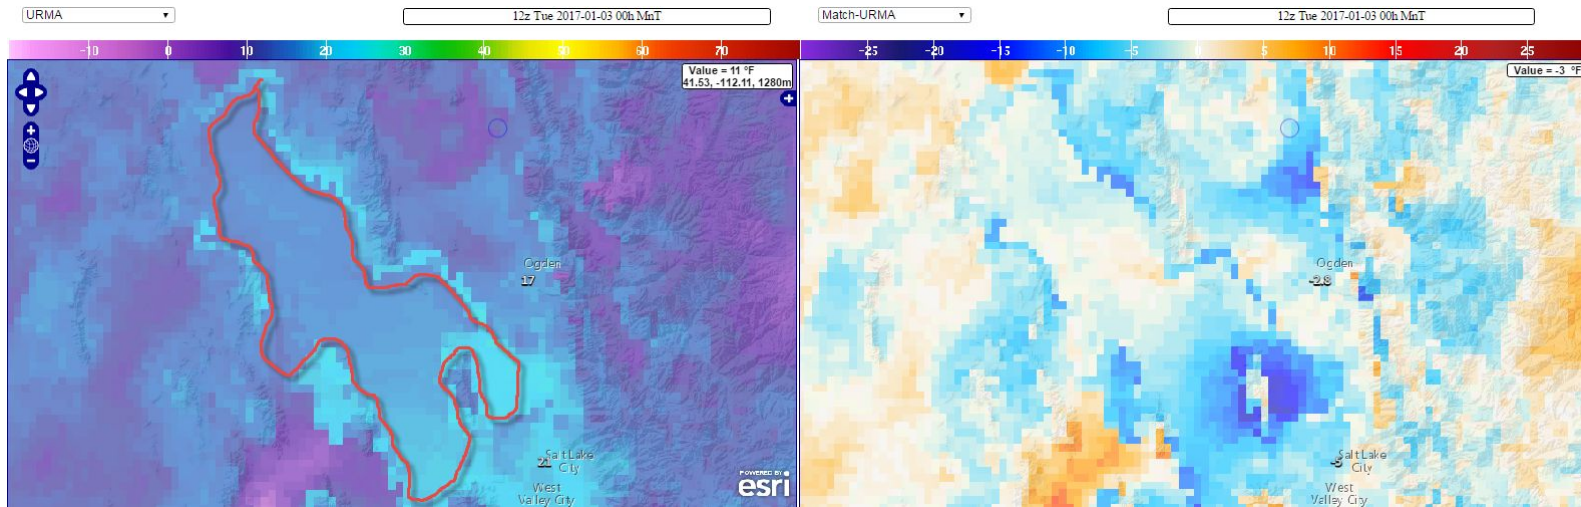 URMA
12z Tue 2017-01-03 00h MnT
Match-URMA
12z Tue 2017-01-03 00h MnT
-10 0 10 20 30 40 50 60 70
-25 -20 -15 -10 -5 0 5 10 15 20 25
Value = 11 °F
41.53, -112.11, 1280m
Value = -3 °F
Ogden
17
21
Salt Lake
City
West
Valley City
POWERED BY
esri
Ogden
-2.8
-5
Salt Lake
City
West
Valley City